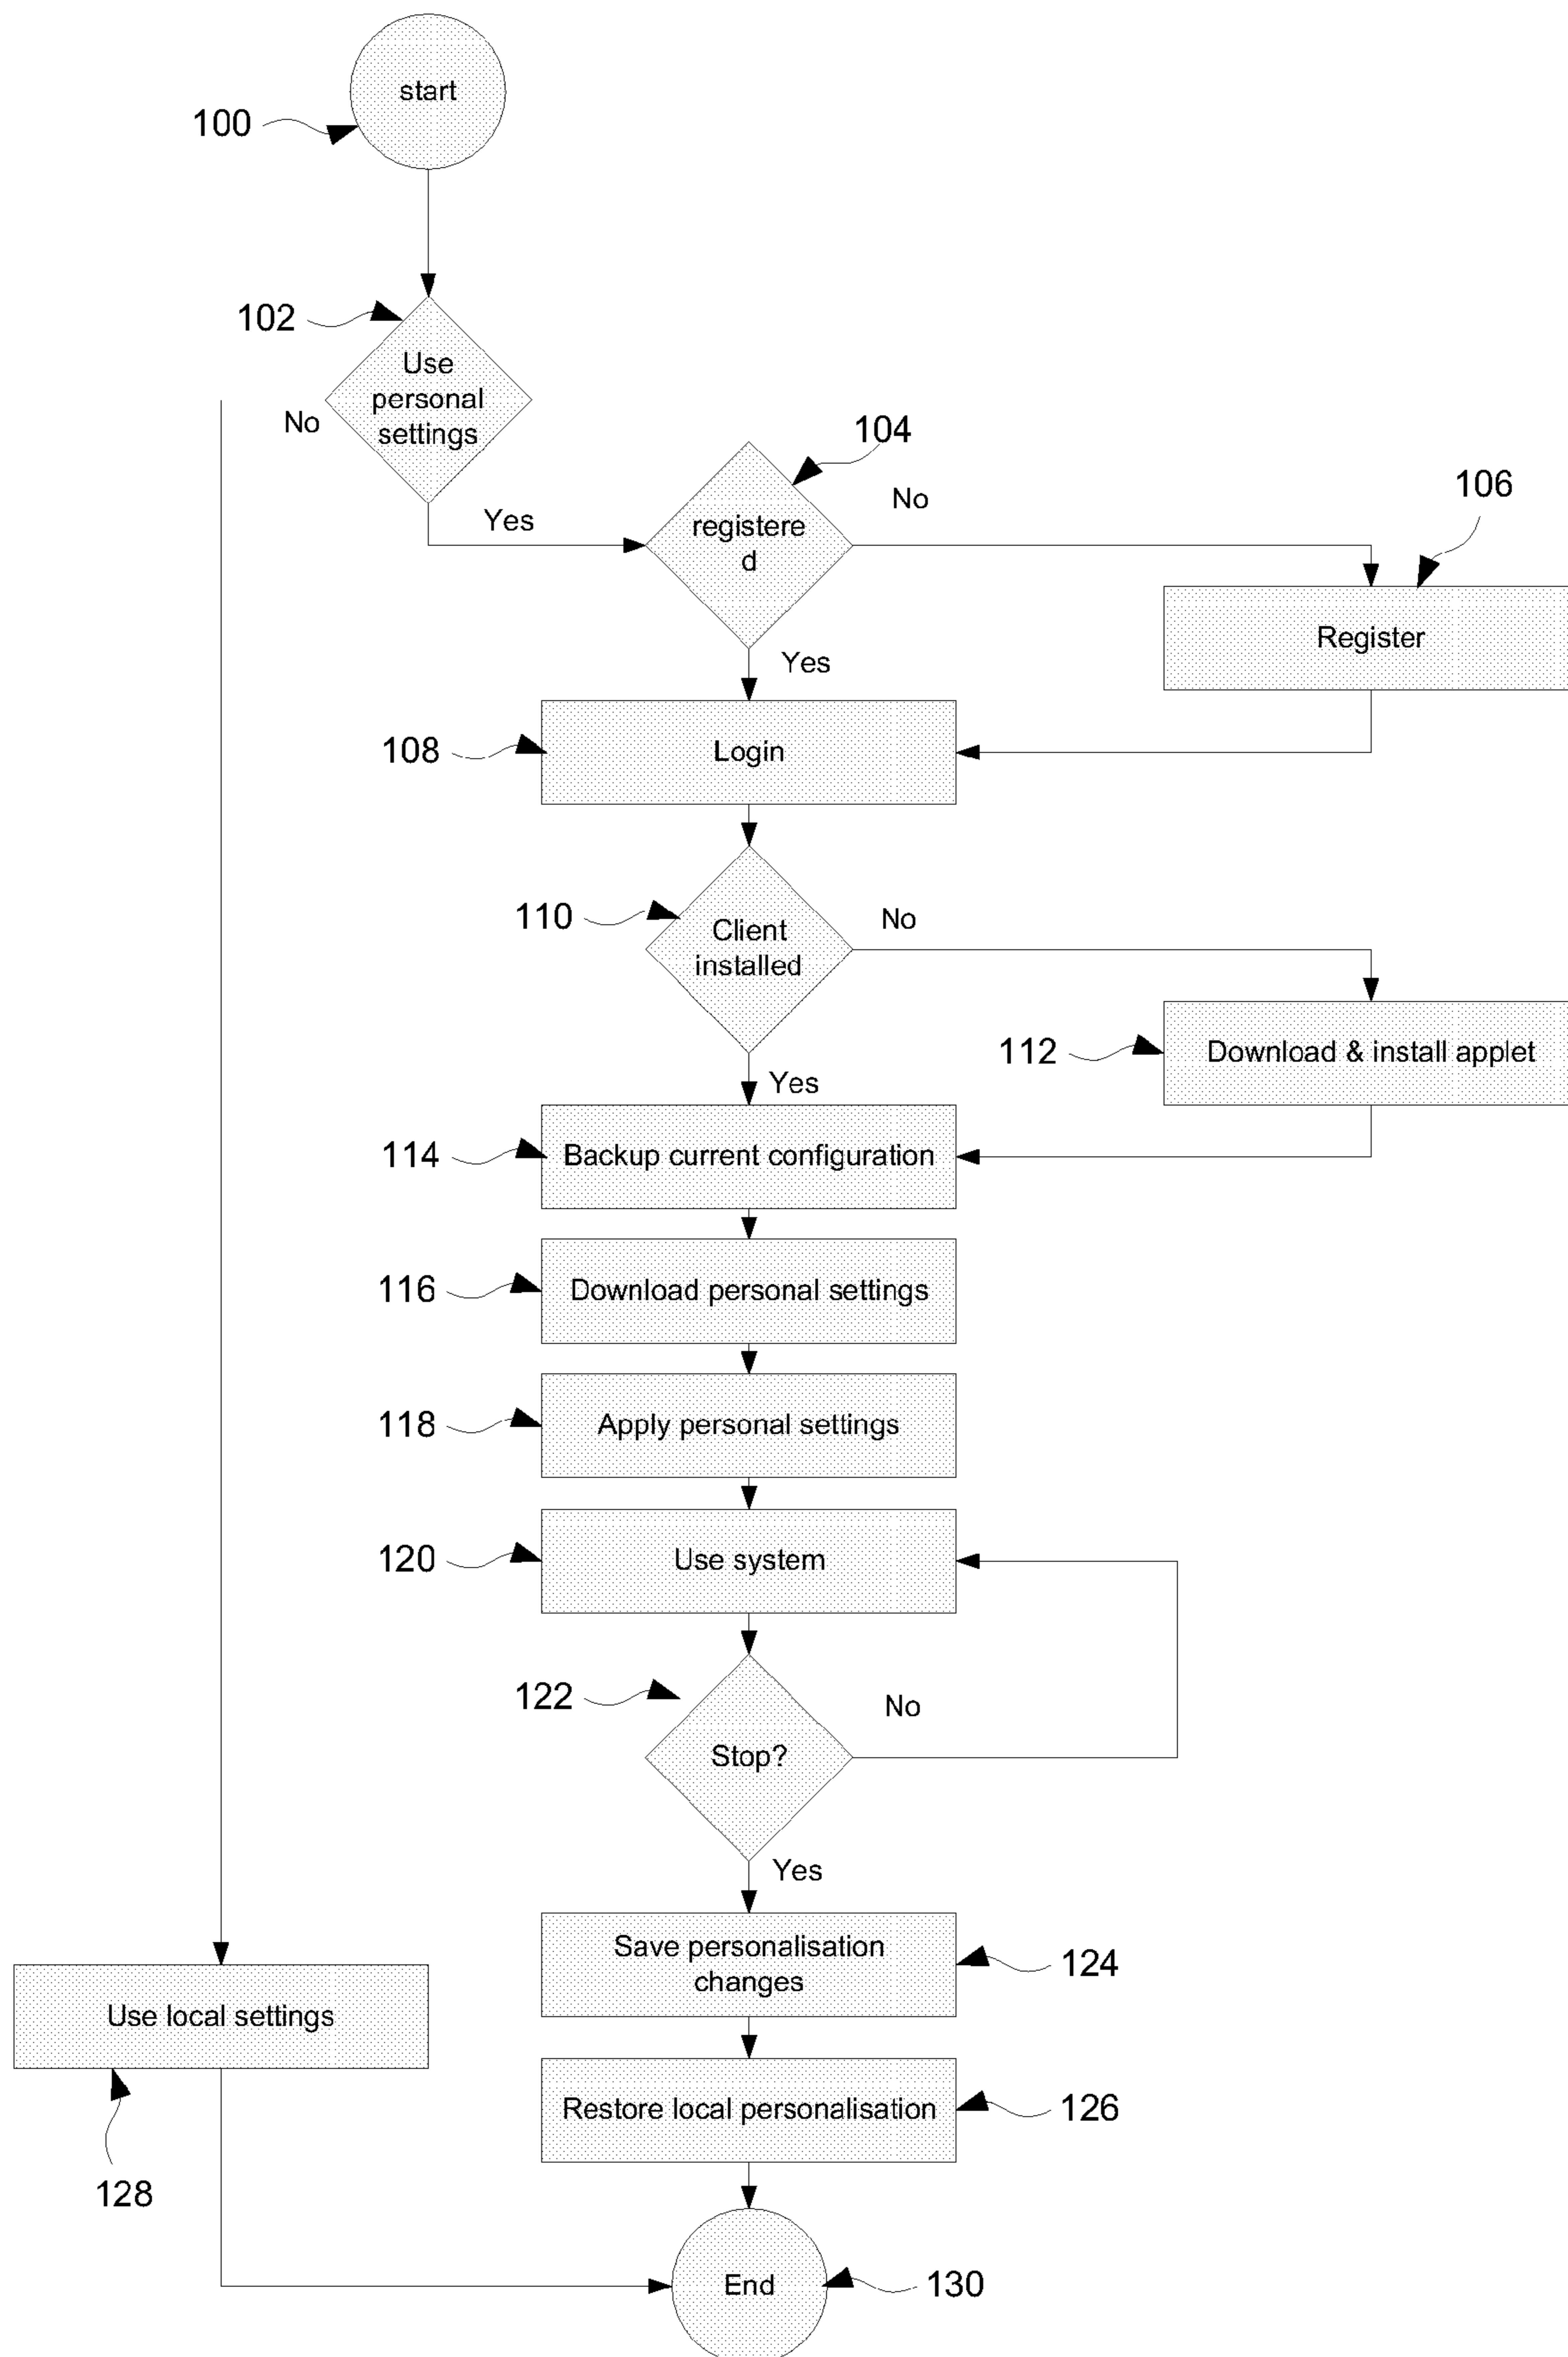 start
100
102
Use
personal
settings
No
Yes
104
registere
d
No
106
Register
Yes
108
Login
110
Client
installed
No
112
Download & install applet
Yes
114
Backup current configuration
116
Download personal settings
118
Apply personal settings
120
Use system
122
Stop?
No
Yes
Save personalisation
changes
124
Use local settings
128
Restore local personalisation
126
End
130